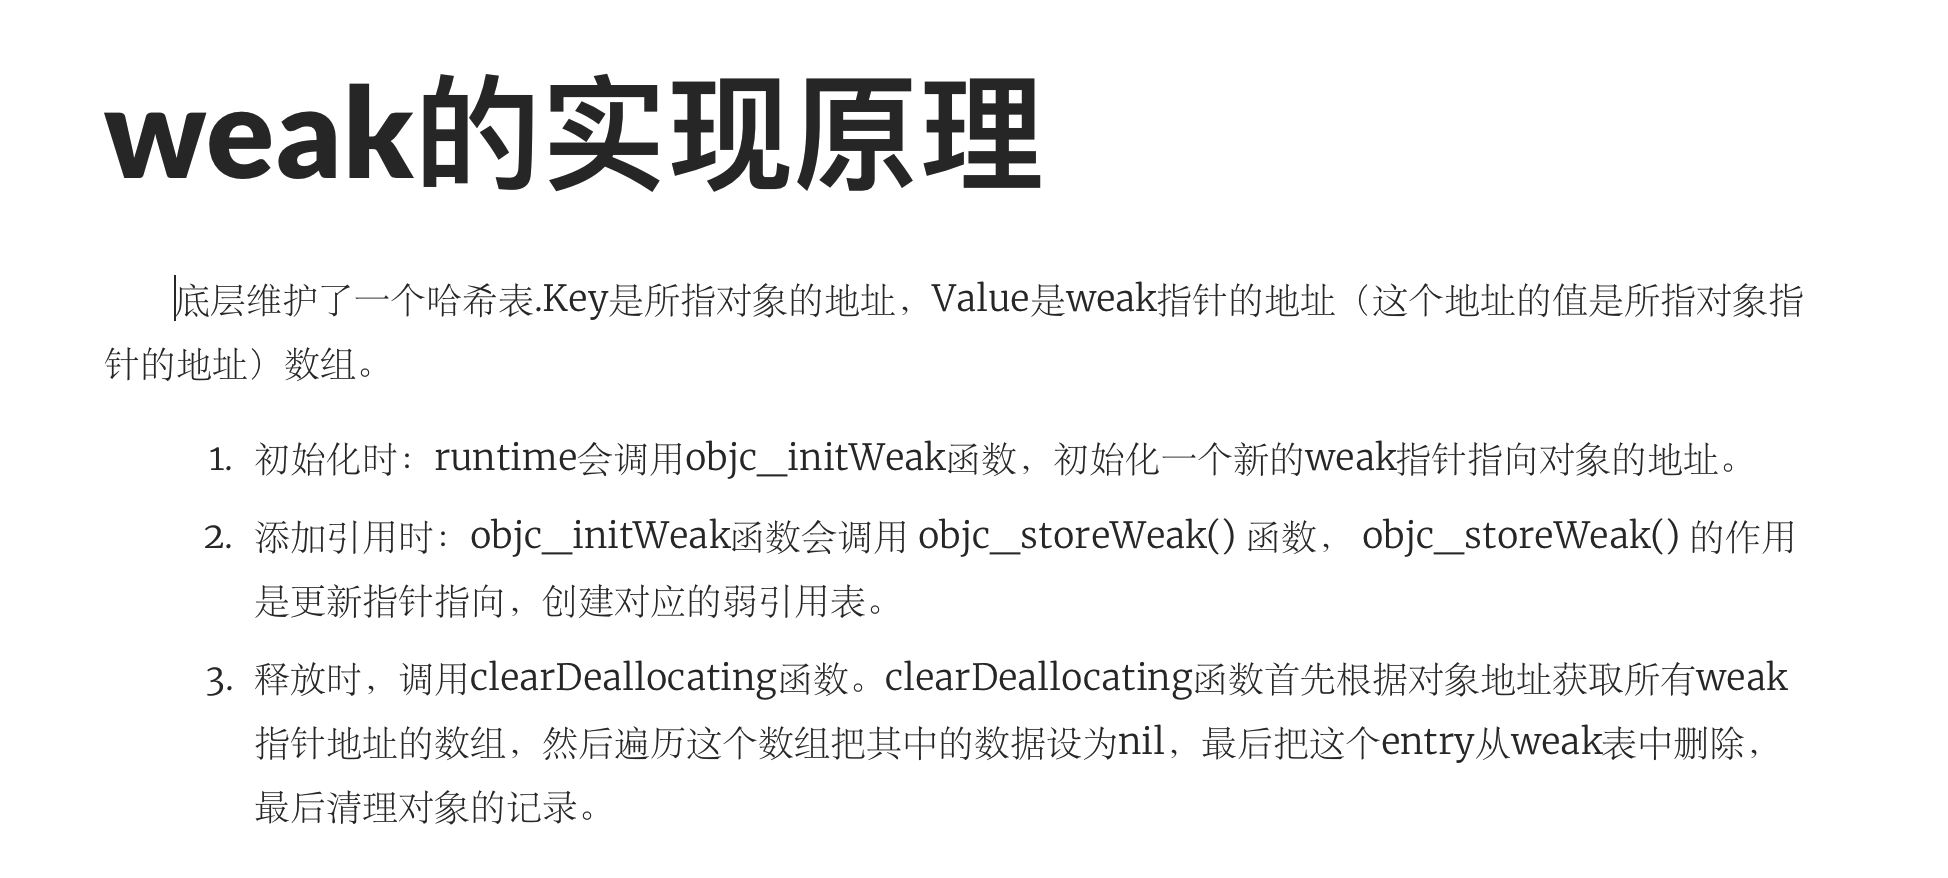 weak的实现原理
底层维护了一个哈希表.Key是所指对象的地址，Value是weak指针的地址（这个地址的值是所指对象指
针的地址）数组。
1. 初始化时：runtime会调用objc_initWeak函数，初始化一个新的weak指针指向对象的地址。
2. 添加引用时：objc_initWeak函数会调用 objc_storeWeak() 函数， objc_storeWeak() 的作用
是更新指针指向，创建对应的弱引用表。
3. 释放时，调用clearDeallocating函数。clearDeallocating函数首先根据对象地址获取所有weak
指针地址的数组，然后遍历这个数组把其中的数据设为nil，最后把这个entry从weak表中删除，
最后清理对象的记录。